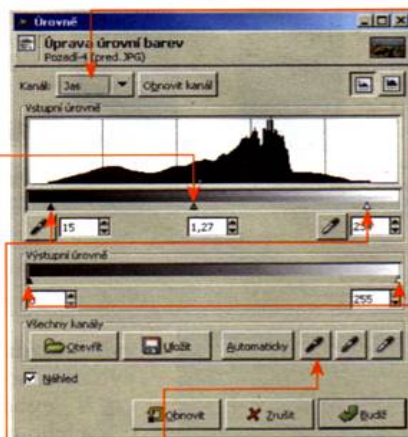 Úrovně
Úprava úrovní barev
Pozadí-4 (pred.JPG)
Kanál: Jas Obnovit kanál
Vstupní úrovně
15 1,27
Výstupní úrovně
255
Všechny kanály
Otevřít Uložit Automaticky
Náhled
Obnovit Zrušit Budiž